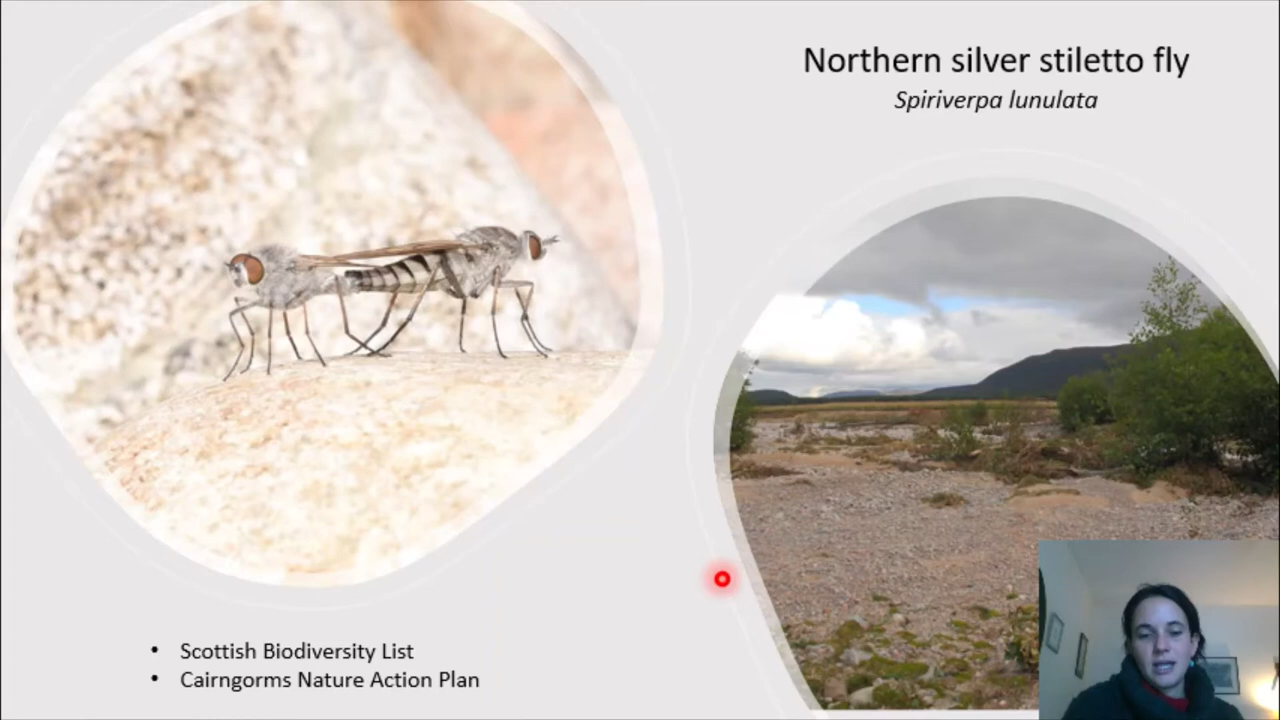 Northern silver stiletto fly
Spiriverpa lunulata
• Scottish Biodiversity List
• Cairngorms Nature Action Plan